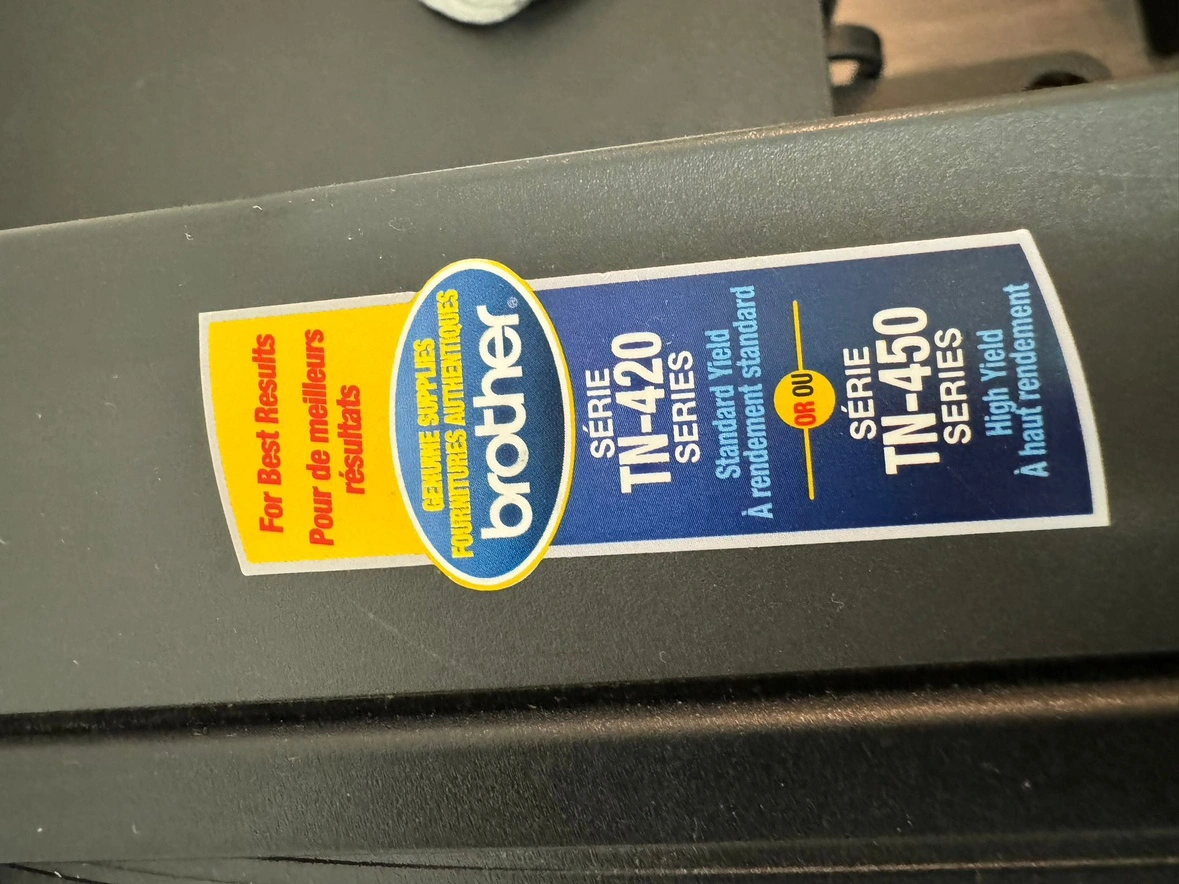 For Best Results
Pour de meilleurs
résultats
GENUINE SUPPLIES
FOURNITURES AUTHENTIQUES
brother®
SÉRIE
TN-420
SERIES
Standard Yield
À rendement standard
OR OU
SÉRIE
TN-450
SERIES
High Yield
À haut rendement